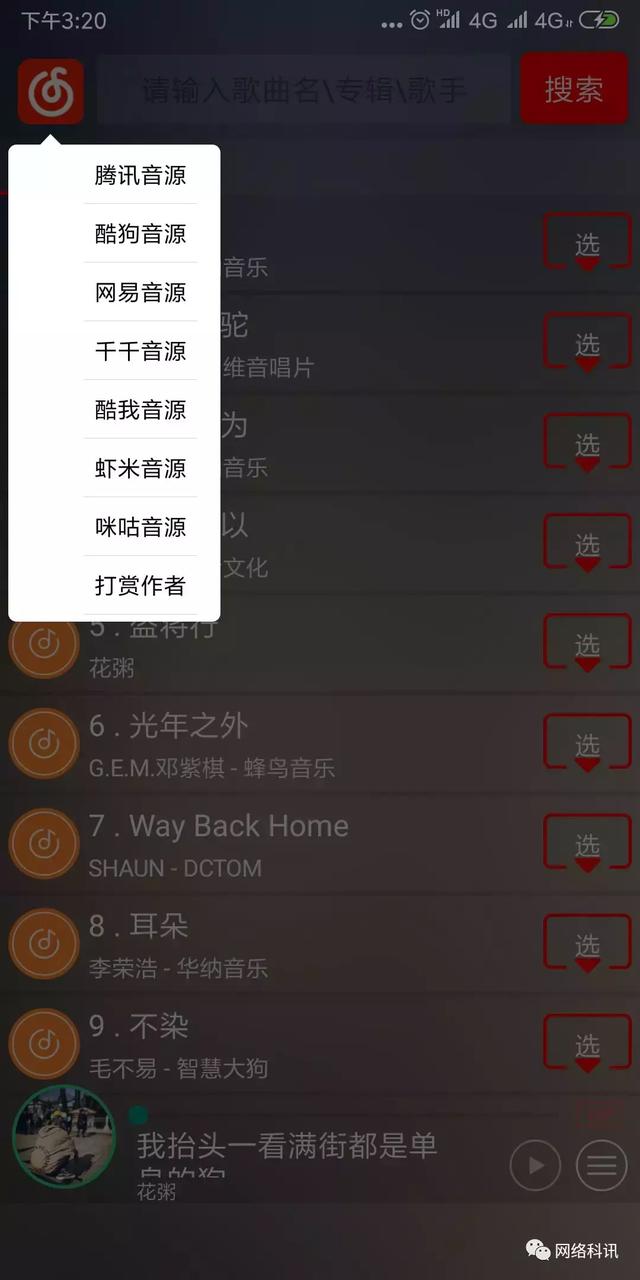 下午3:20
HD 4G 4G
请输入歌曲名\专辑\歌手
搜索
腾讯音源
酷狗音源
网易音源
千千音源
酷我音源
虾米音源
咪咕音源
打赏作者
音乐
选
驼
维音唱片
选
为
音乐
选
以
文化
选
5 . 盗将行
花粥
选
6 . 光年之外
G.E.M.邓紫棋 - 蜂鸟音乐
选
7 . Way Back Home
SHAUN - DCTOM
选
8 . 耳朵
李荣浩 - 华纳音乐
选
9 . 不染
毛不易 - 智慧大狗
选
我抬头一看满街都是单
身的狗
花粥
网络科讯